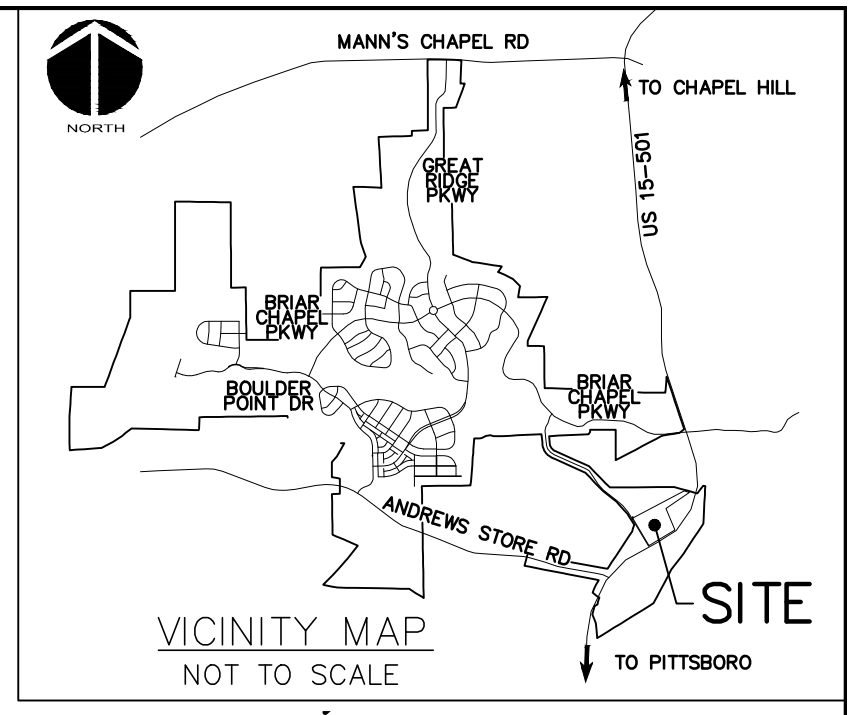 MANN'S CHAPEL RD
NORTH
TO CHAPEL HILL
US 15-501
GREAT
RIDGE
PKWY
BRIAR
CHAPEL
PKWY
BOULDER
POINT DR
BRIAR
CHAPEL
PKWY
ANDREWS STORE RD
SITE
VICINITY MAP
NOT TO SCALE
TO PITTSBORO